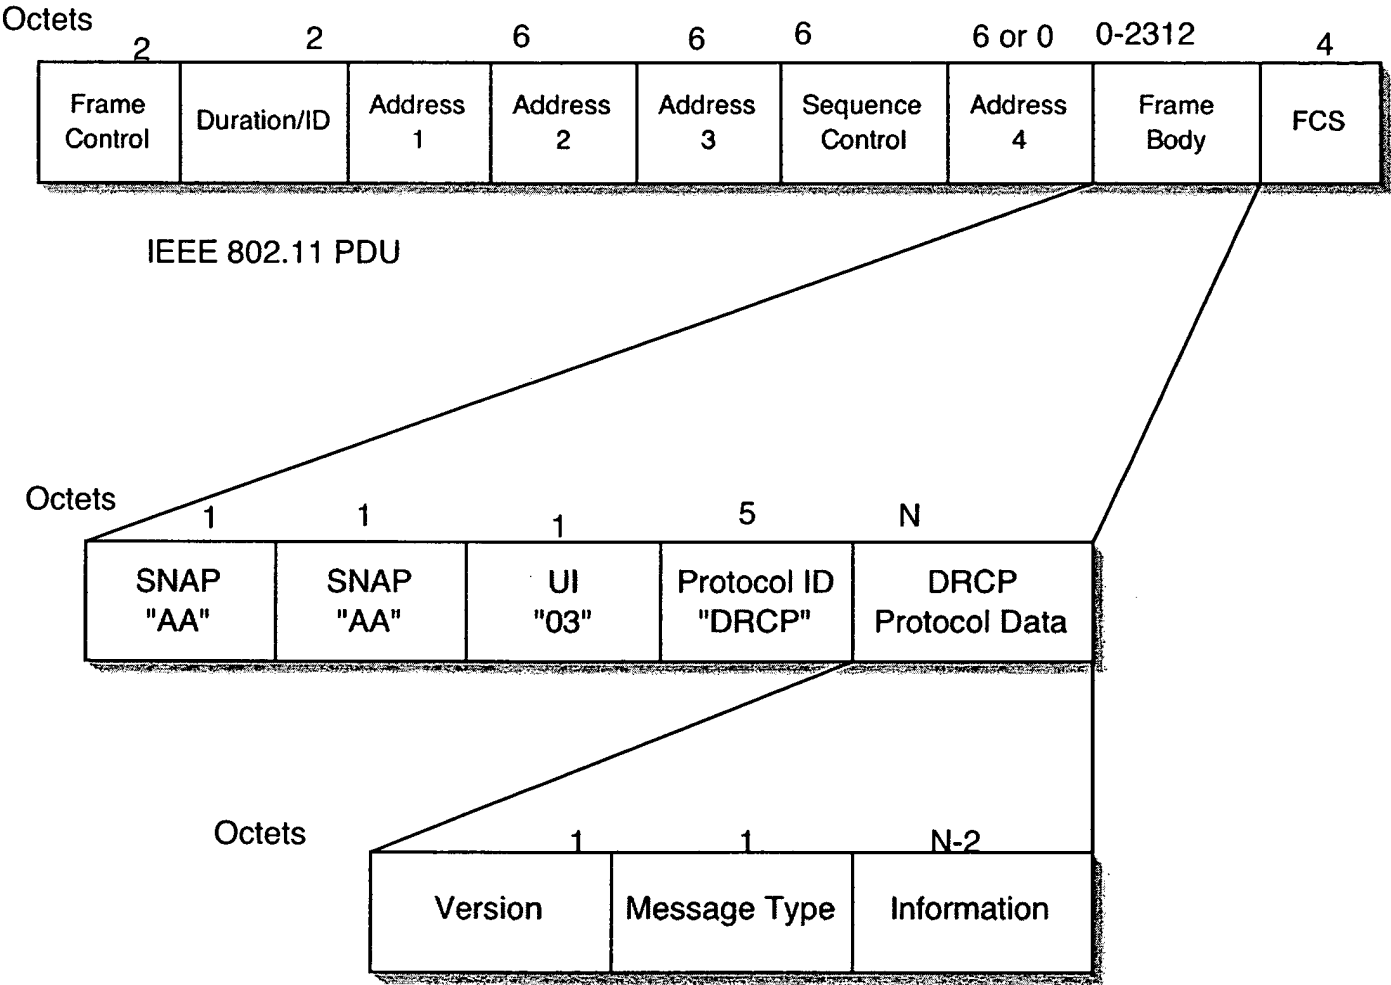 Octets
2 2 6 6 6 6 or 0 0-2312 4
Frame Control
Duration/ID
Address 1
Address 2
Address 3
Sequence Control
Address 4
Frame Body
FCS
IEEE 802.11 PDU
Octets
1 1 1 5 N
SNAP "AA"
SNAP "AA"
UI "03"
Protocol ID "DRCP"
DRCP Protocol Data
Octets
1 1 N-2
Version
Message Type
Information